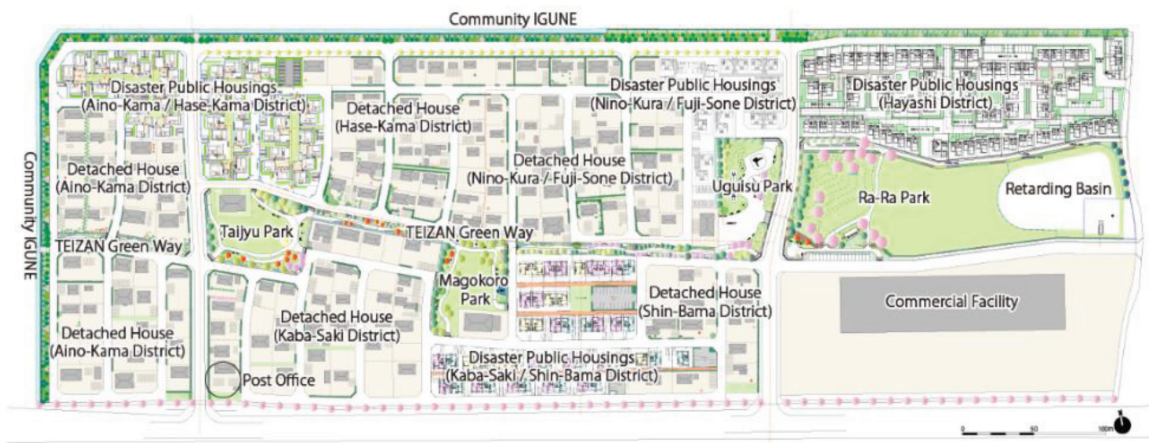 Community IGUNE
Disaster Public Housings
(Aino-Kama / Hase-Kama District)
Detached House
(Hase-Kama District)
Disaster Public Housings
(Nino-Kura / Fuji-Sone District)
Disaster Public Housings
(Hayashi District)
Community IGUNE
Detached House
(Aino-Kama District)
Detached House
(Nino-Kura / Fuji-Sone District)
Uguisu Park
Ra-Ra Park
Retarding Basin
TEIZAN Green Way
Taijyu Park
TEIZAN Green Way
Magokoro
Park
Detached House
(Shin-Bama District)
Commercial Facility
Detached House
(Aino-Kama District)
Detached House
(Kaba-Saki District)
Post Office
Disaster Public Housings
(Kaba-Saki / Shin-Bama District)
0 50 100m